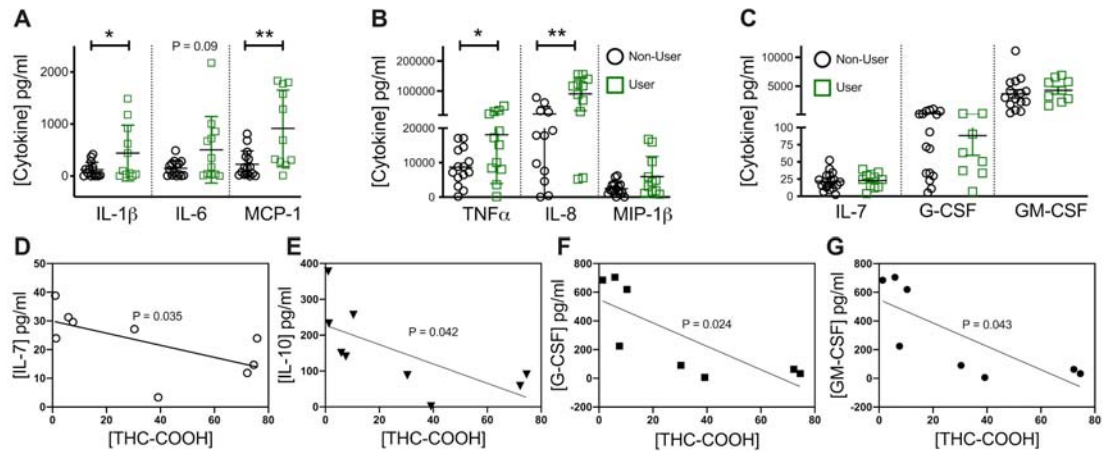 A
[Cytokine] pg/ml
2000
1000
0
*
P = 0.09
**
IL-1β
IL-6
MCP-1
B
[Cytokine] pg/ml
200000
100000
20000
10000
0
*
**
Non-User
User
TNFα
IL-8
MIP-1β
C
[Cytokine] pg/ml
15000
10000
5000
100
75
50
25
0
Non-User
User
IL-7
G-CSF
GM-CSF
D
[IL-7] pg/ml
50
40
30
20
10
0
P = 0.035
0 20 40 60 80
[THC-COOH]
E
[IL-10] pg/ml
400
300
200
100
0
P = 0.042
0 20 40 60 80
[THC-COOH]
F
[G-CSF] pg/ml
800
600
400
200
0
-200
P = 0.024
0 20 40 60 80
[THC-COOH]
G
[GM-CSF] pg/ml
800
600
400
200
0
-200
P = 0.043
0 20 40 60 80
[THC-COOH]